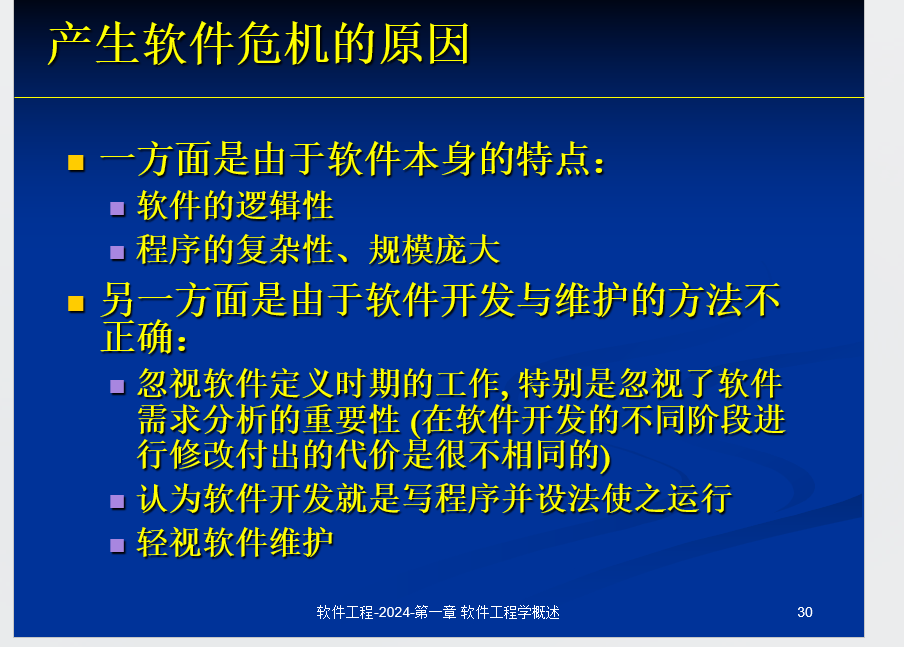 产生软件危机的原因
一方面是由于软件本身的特点：
软件的逻辑性
程序的复杂性、规模庞大
另一方面是由于软件开发与维护的方法不
正确：
忽视软件定义时期的工作, 特别是忽视了软件
需求分析的重要性 (在软件开发的不同阶段进
行修改付出的代价是很不相同的)
认为软件开发就是写程序并设法使之运行
轻视软件维护
软件工程-2024-第一章 软件工程学概述
30